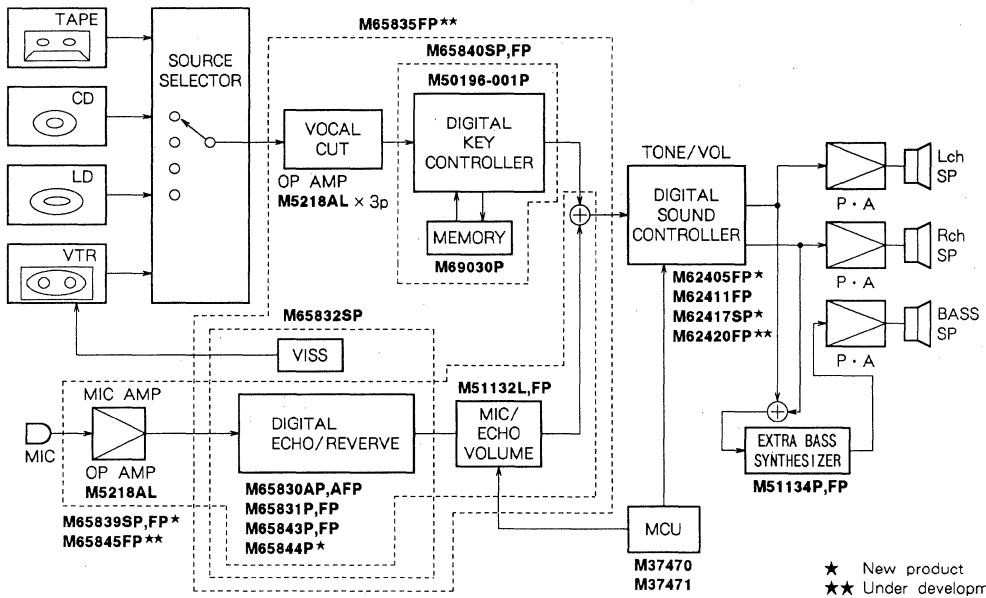 TAPE
CD
LD
VTR
SOURCE
SELECTOR
M65835FP★★
M65840SP,FP
M50196-001P
VOCAL
CUT
OP AMP
M5218AL × 3p
DIGITAL
KEY
CONTROLLER
MEMORY
M69030P
TONE/VOL
DIGITAL
SOUND
CONTROLLER
M62405FP★
M62411FP
M62417SP★
M62420FP★★
Lch
SP
P・A
Rch
SP
P・A
BASS
SP
P・A
EXTRA BASS
SYNTHESIZER
M51134P,FP
M65832SP
VISS
MIC
MIC AMP
OP AMP
M5218AL
M65839SP,FP★
M65845FP★★
DIGITAL
ECHO/REVERVE
M65830AP,AFP
M65831P,FP
M65843P,FP
M65844P★
M51132L,FP
MIC/
ECHO
VOLUME
MCU
M37470
M37471
★ New product
★★ Under developm